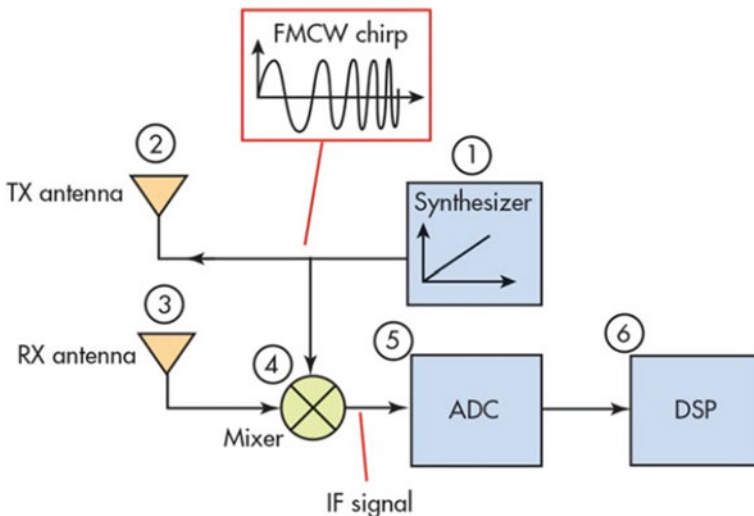 FMCW chirp
2
1
TX antenna
Synthesizer
3
RX antenna
4
5
6
ADC
DSP
Mixer
IF signal